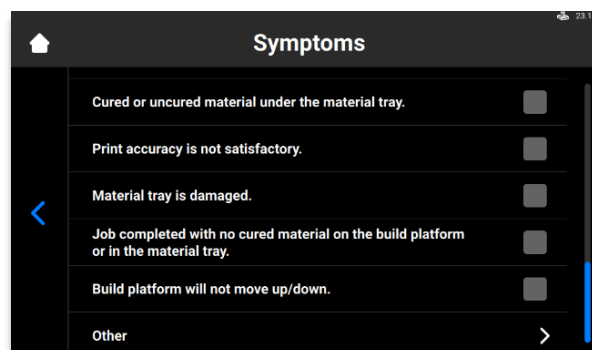 23.1
Symptoms
Cured or uncured material under the material tray.
Print accuracy is not satisfactory.
Material tray is damaged.
Job completed with no cured material on the build platform
or in the material tray.
Build platform will not move up/down.
Other